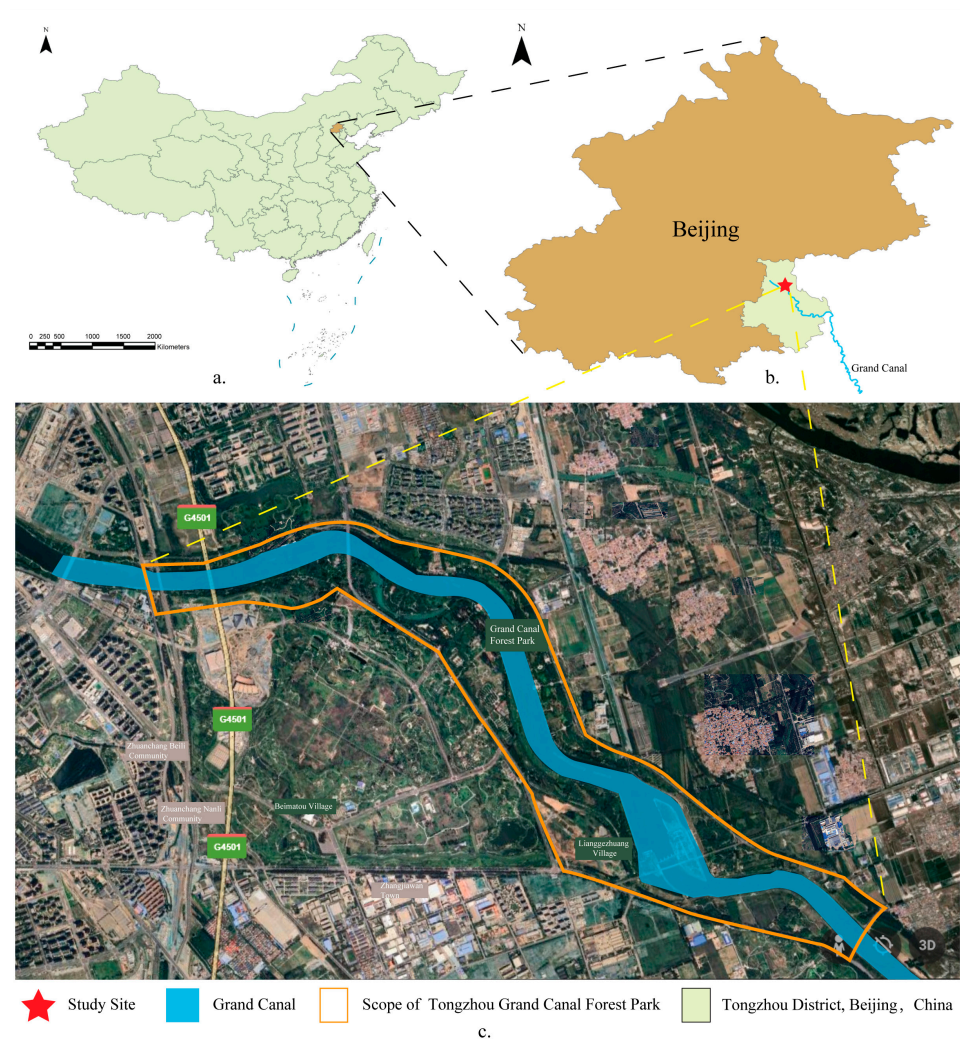 N
N
Beijing
0 250 500 1000 1500 2000
Kilometers
a.
b.
Grand Canal
G4501
Grand Canal
Forest Park
G4501
Zhuanchang Beili
Community
Zhuanchang Nanli
Community
Beimatou Village
G4501
Lianggezhuang
Village
Zhangjiawan
Town
3D
Study Site
Grand Canal
Scope of Tongzhou Grand Canal Forest Park
Tongzhou District, Beijing, China
c.